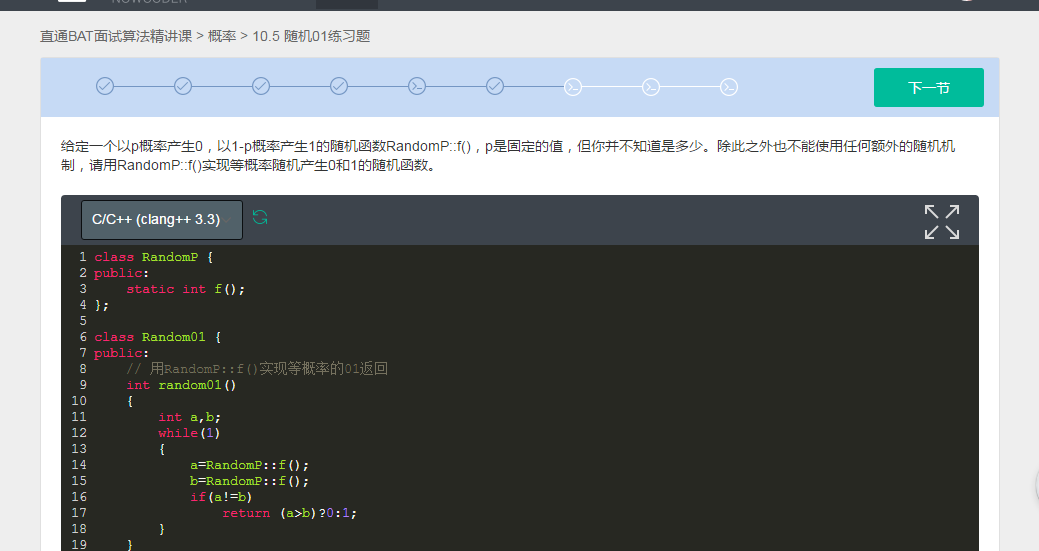 NOWCODER
直通BAT面试算法精讲课 > 概率 > 10.5 随机01练习题
下一节
给定一个以p概率产生0，以1-p概率产生1的随机函数RandomP::f()，p是固定的值，但你并不知道是多少。除此之外也不能使用任何额外的随机机
制，请用RandomP::f()实现等概率随机产生0和1的随机函数。
C/C++ (clang++ 3.3)
1 class RandomP {
2 public:
3     static int f();
4 };
5
6 class Random01 {
7 public:
8     // 用RandomP::f()实现等概率的01返回
9     int random01()
10     {
11         int a,b;
12         while(1)
13         {
14             a=RandomP::f();
15             b=RandomP::f();
16             if(a!=b)
17                 return (a>b)?0:1;
18         }
19     }